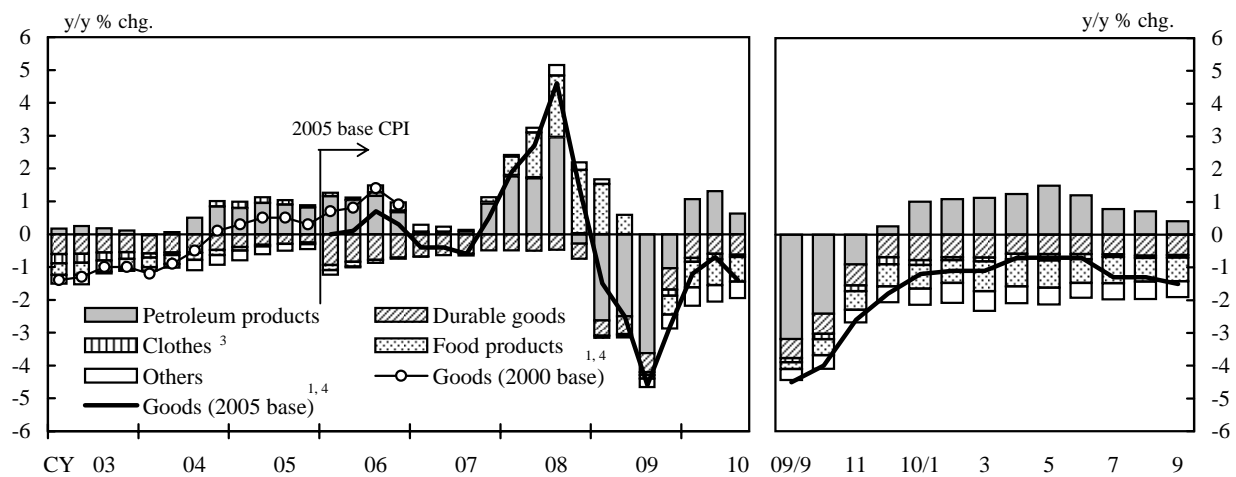 y/y % chg.
y/y % chg.
6
5
4
3
2
1
0
-1
-2
-3
-4
-5
-6
2005 base CPI
Petroleum products
Durable goods
Clothes 3
Food products
Others
Goods (2000 base) 1, 4
Goods (2005 base) 1, 4
CY 03 04 05 06 07 08 09 10
6
5
4
3
2
1
0
-1
-2
-3
-4
-5
-6
09/9 11 10/1 3 5 7 9